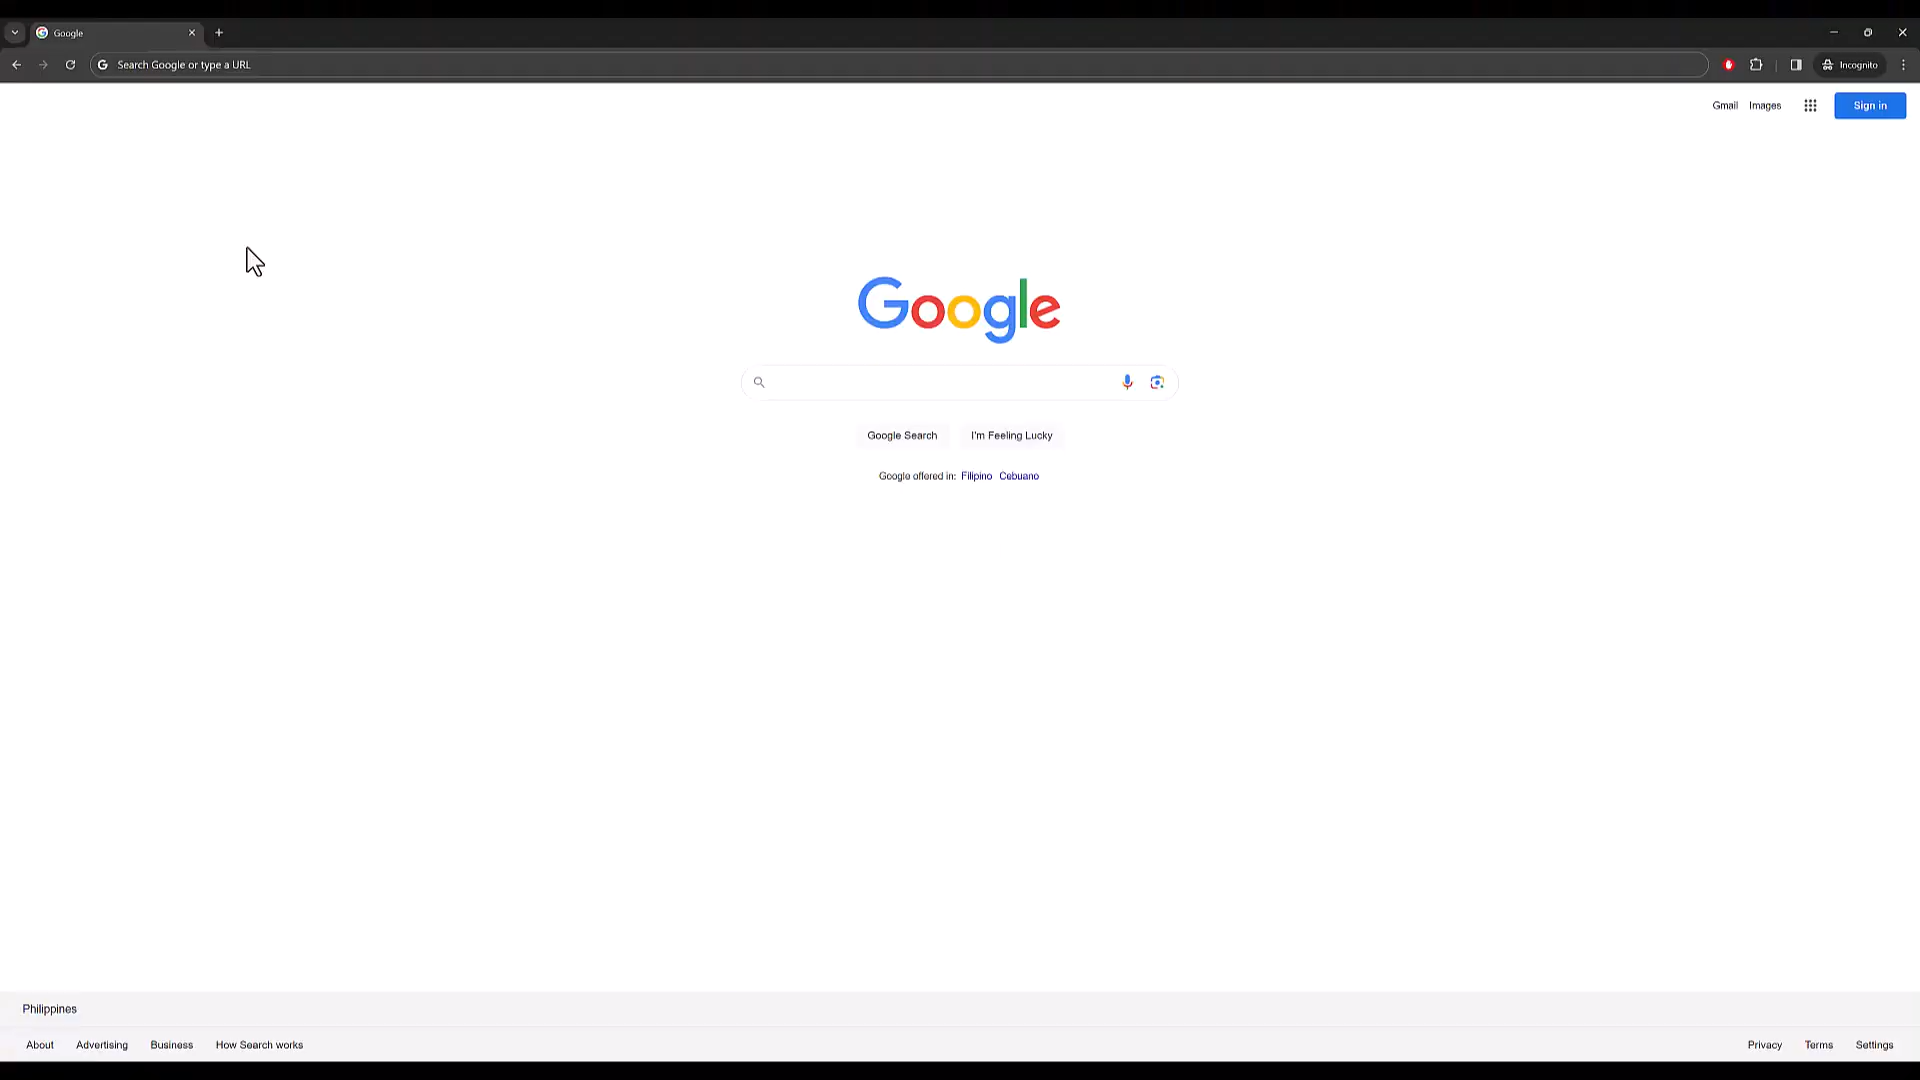 Google
Search Google or type a URL
Incognito
Gmail Images Sign in
Google
Google Search I'm Feeling Lucky
Google offered in: Filipino Cebuano
Philippines
About Advertising Business How Search works Privacy Terms Settings